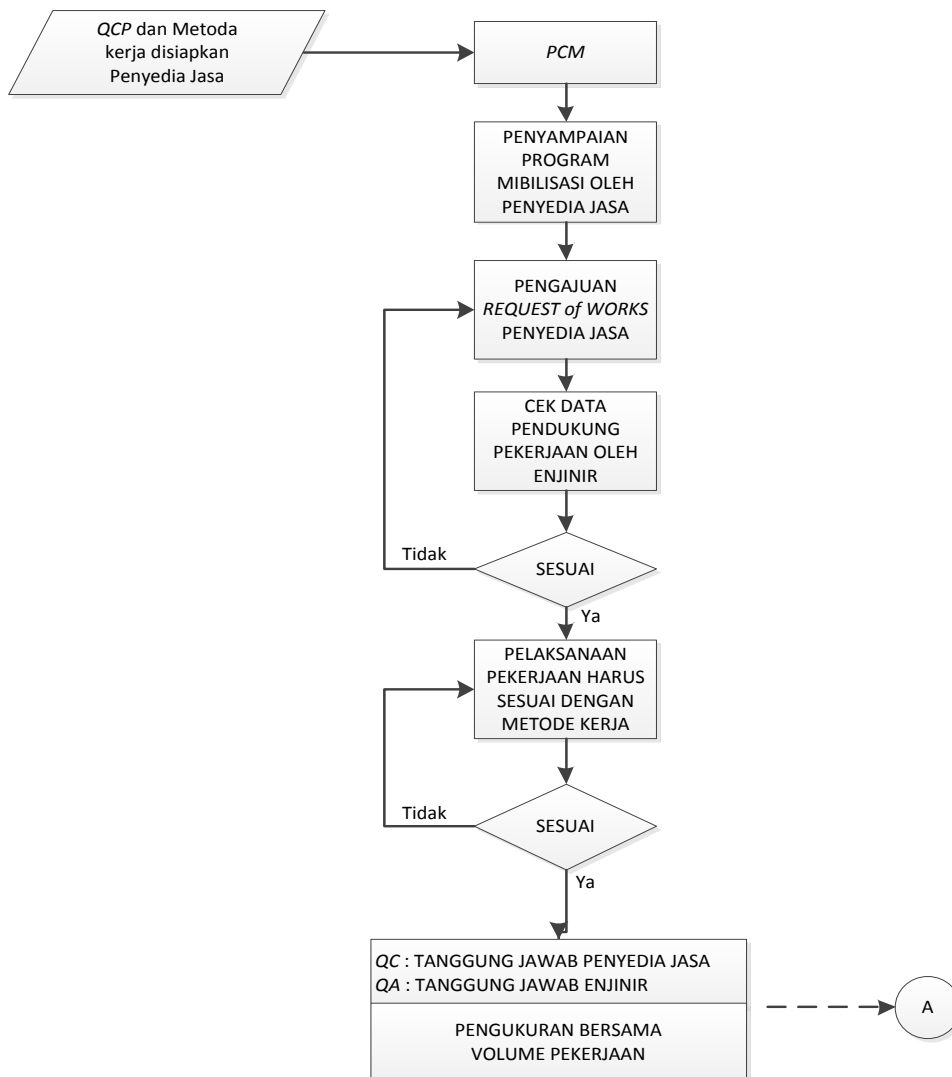 QCP dan Metoda
kerja disiapkan
Penyedia Jasa
PCM
PENYAMPAIAN
PROGRAM
MIBILISASI OLEH
PENYEDIA JASA
PENGAJUAN
REQUEST of WORKS
PENYEDIA JASA
CEK DATA
PENDUKUNG
PEKERJAAN OLEH
ENJINIR
Tidak
SESUAI
Ya
PELAKSANAAN
PEKERJAAN HARUS
SESUAI DENGAN
METODE KERJA
Tidak
SESUAI
Ya
QC : TANGGUNG JAWAB PENYEDIA JASA
QA : TANGGUNG JAWAB ENJINIR
PENGUKURAN BERSAMA
VOLUME PEKERJAAN
A